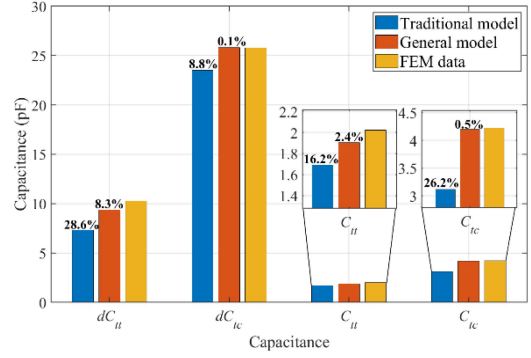 30
25
20
15
10
5
0
Capacitance (pF)
Traditional model
General model
FEM data
28.6%
8.3%
8.8%
0.1%
2.2
2
1.8
1.6
1.4
16.2%
2.4%
C_tt
4.5
4
3.5
3
26.2%
0.5%
C_tc
dC_tt
dC_tc
C_tt
C_tc
Capacitance